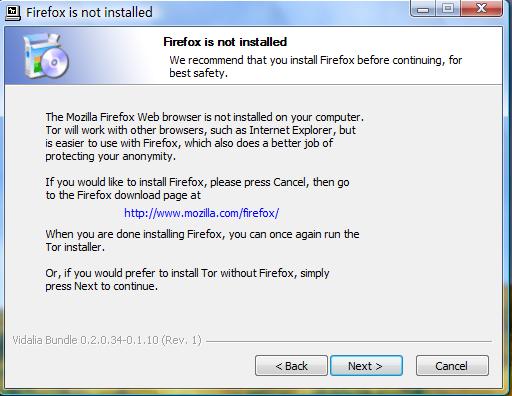 Firefox is not installed
Firefox is not installed
We recommend that you install Firefox before continuing, for
best safety.
The Mozilla Firefox Web browser is not installed on your computer.
Tor will work with other browsers, such as Internet Explorer, but
is easier to use with Firefox, which also does a better job of
protecting your anonymity.
If you would like to install Firefox, please press Cancel, then go
to the Firefox download page at
http://www.mozilla.com/firefox/
When you are done installing Firefox, you can once again run the
Tor installer.
Or, if you would prefer to install Tor without Firefox, simply
press Next to continue.
Vidalia Bundle 0.2.0.34-0.1.10 (Rev. 1)
< Back Next > Cancel